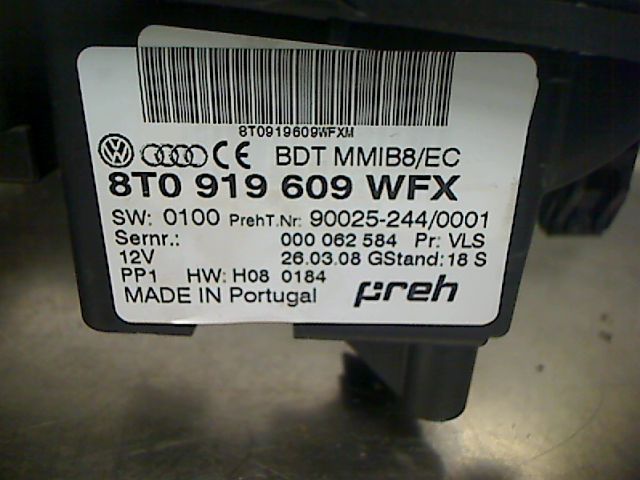 8T0919609WFXM
CE BDT MMIB8/EC
8T0 919 609 WFX
SW: 0100 PrehT.Nr: 90025-244/0001
Sernr.: 000 062 584 Pr: VLS
12V 26.03.08 GStand: 18 S
PP1 HW: H08 0184
MADE IN Portugal preh